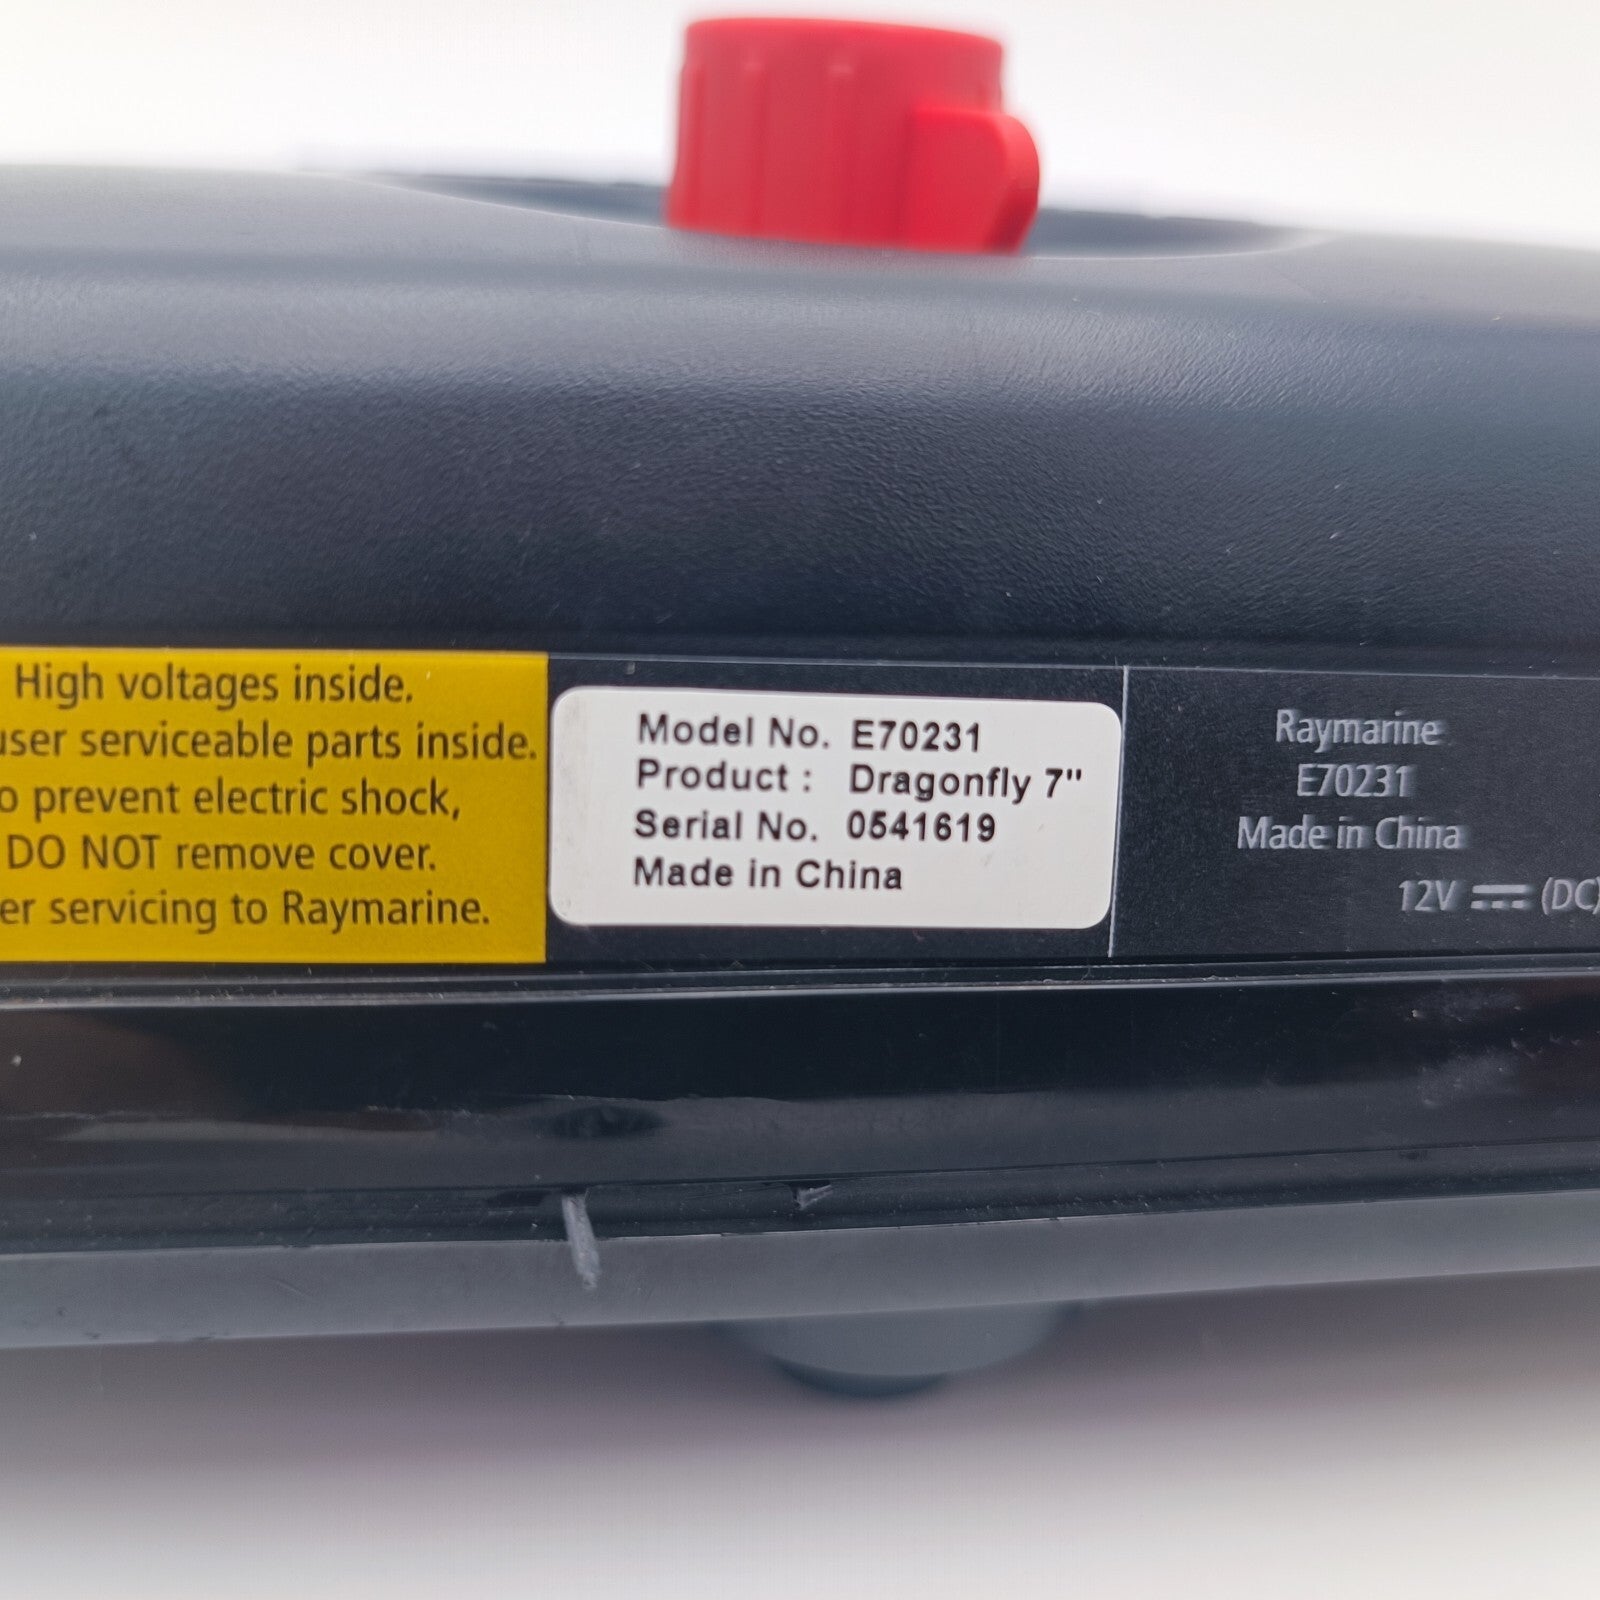 High voltages inside.
user serviceable parts inside.
o prevent electric shock,
DO NOT remove cover.
er servicing to Raymarine.
Model No. E70231
Product : Dragonfly 7"
Serial No. 0541619
Made in China
Raymarine
E70231
Made in China
12V (DC)